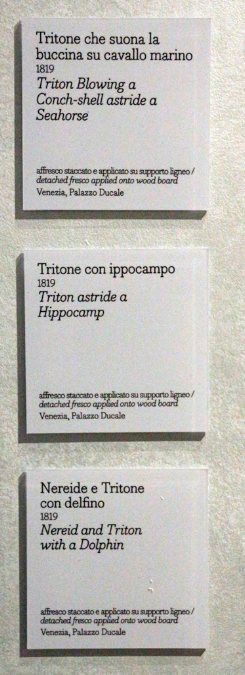 Tritone che suona la
buccina su cavallo marino
1819
Triton Blowing a
Conch-shell astride a
Seahorse
affresco staccato e applicato su supporto ligneo /
detached fresco applied onto wood board
Venezia, Palazzo Ducale
Tritone con ippocampo
1819
Triton astride a
Hippocamp
affresco staccato e applicato su supporto ligneo /
detached fresco applied onto wood board
Venezia, Palazzo Ducale
Nereide e Tritone
con delfino
1819
Nereid and Triton
with a Dolphin
affresco staccato e applicato su supporto ligneo /
detached fresco applied onto wood board
Venezia, Palazzo Ducale